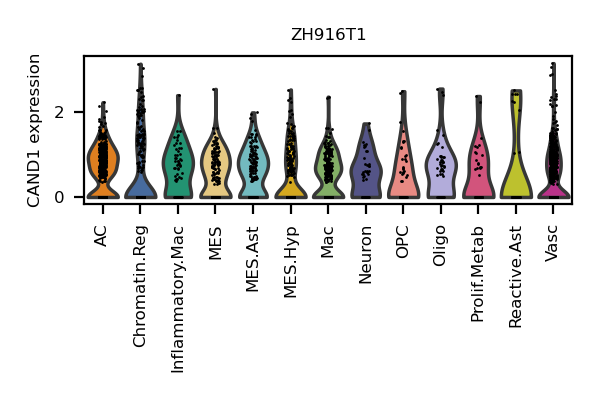 ZH916T1
CAND1 expression
2
0
AC
Chromatin.Reg
Inflammatory.Mac
MES
MES.Ast
MES.Hyp
Mac
Neuron
OPC
Oligo
Prolif.Metab
Reactive.Ast
Vasc